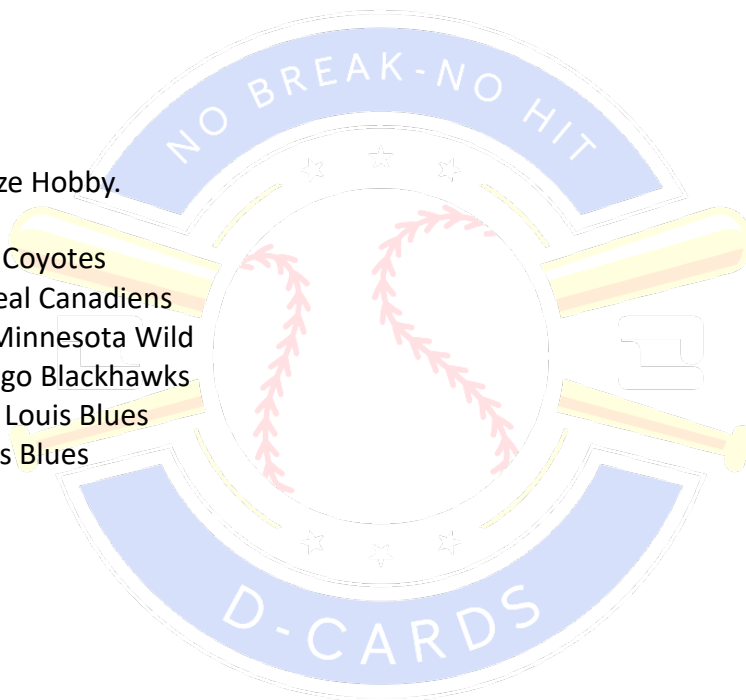 NO BREAK-NO HIT
ze Hobby.
Coyotes
eal Canadiens
Minnesota Wild
go Blackhawks
Louis Blues
s Blues
D-CARDS